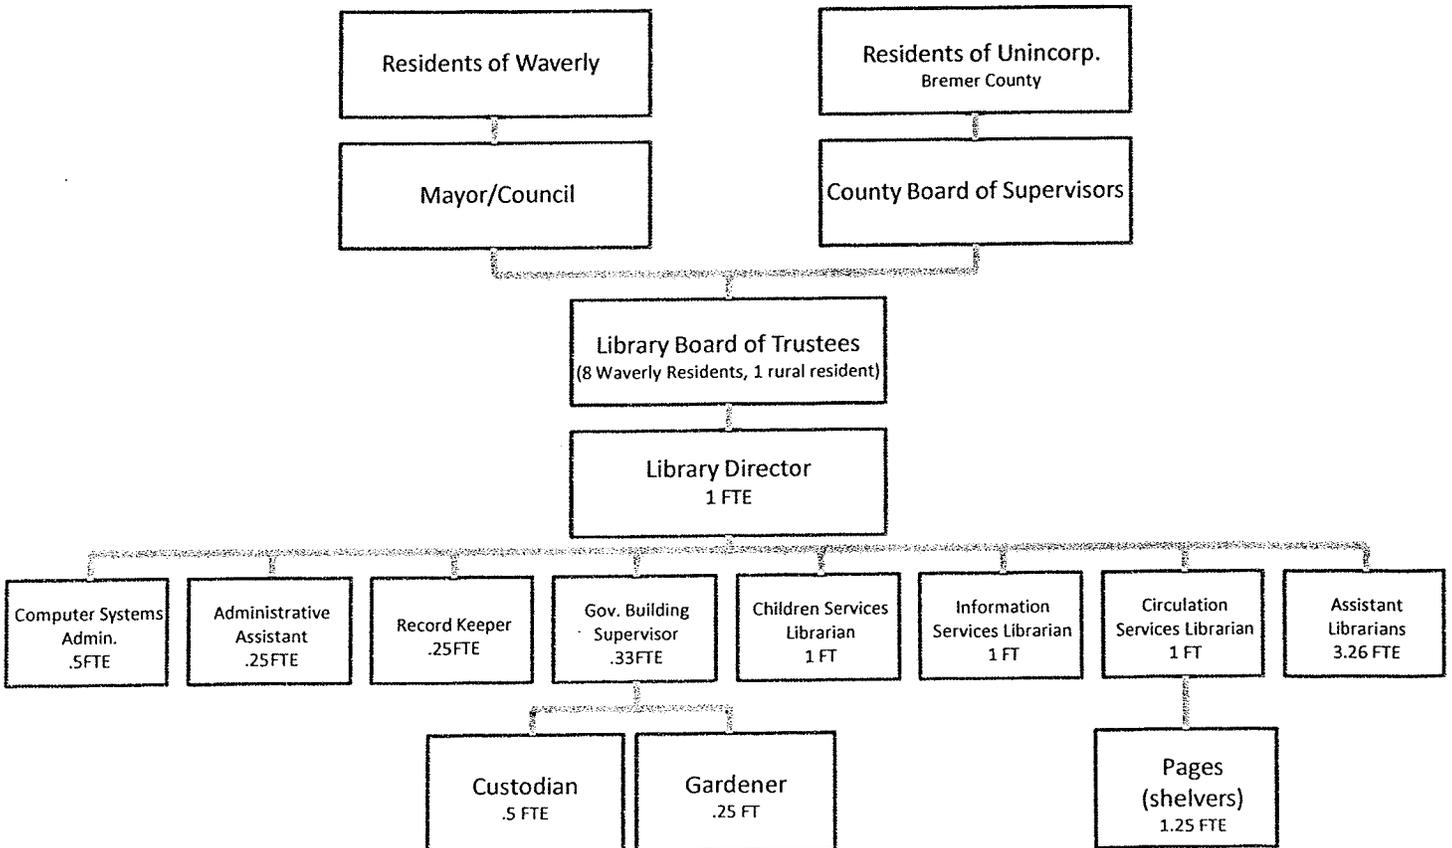 Residents of Waverly
Residents of Unincorp.
Bremer County
Mayor/Council
County Board of Supervisors
Library Board of Trustees
(8 Waverly Residents, 1 rural resident)
Library Director
1 FTE
Computer Systems
Admin.
.5FTE
Administrative
Assistant
.25FTE
Record Keeper
.25FTE
Gov. Building
Supervisor
.33FTE
Children Services
Librarian
1 FT
Information
Services Librarian
1 FT
Circulation
Services Librarian
1 FT
Assistant
Librarians
3.26 FTE
Custodian
.5 FTE
Gardener
.25 FT
Pages
(shelvers)
1.25 FTE